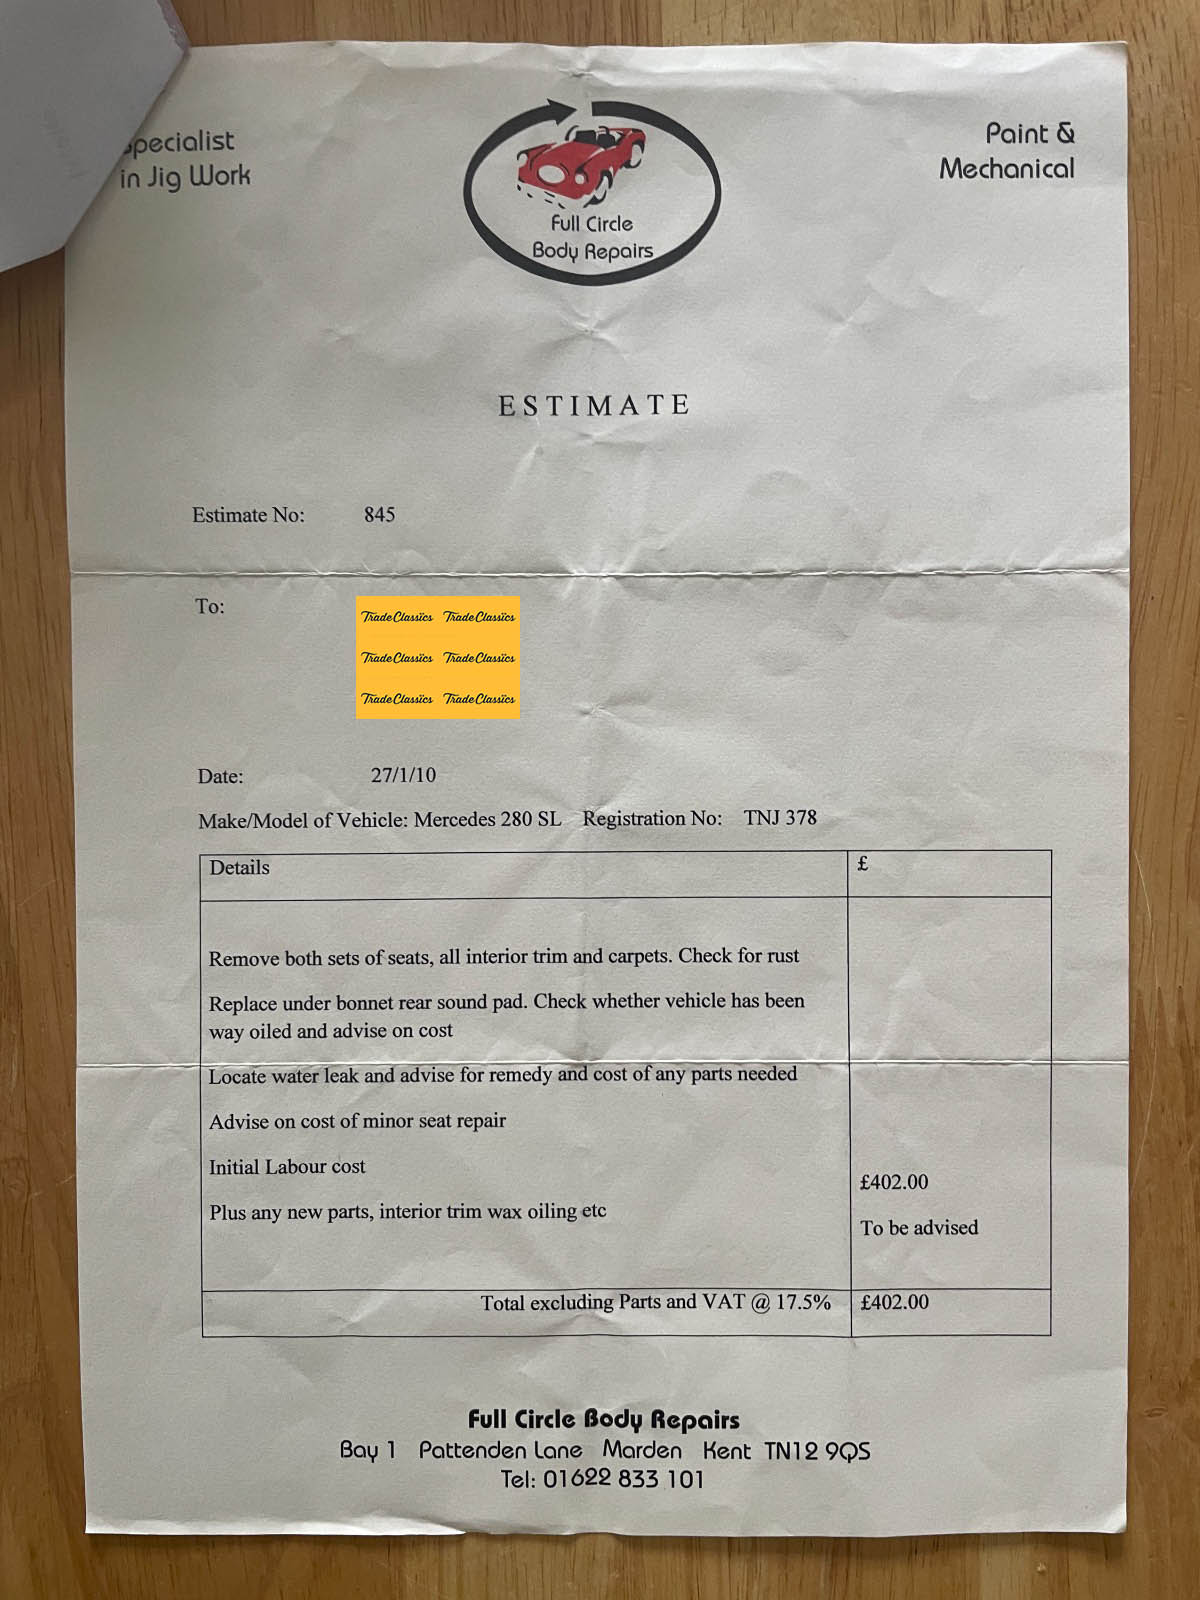 Specialist
in Jig Work
Full Circle
Body Repairs
Paint &
Mechanical
ESTIMATE
Estimate No: 845
To:
TradeClassics TradeClassics
TradeClassics TradeClassics
TradeClassics TradeClassics
Date: 27/1/10
Make/Model of Vehicle: Mercedes 280 SL Registration No: TNJ 378
Details £
Remove both sets of seats, all interior trim and carpets. Check for rust
Replace under bonnet rear sound pad. Check whether vehicle has been
way oiled and advise on cost
Locate water leak and advise for remedy and cost of any parts needed
Advise on cost of minor seat repair
Initial Labour cost £402.00
Plus any new parts, interior trim wax oiling etc To be advised
Total excluding Parts and VAT @ 17.5% £402.00
Full Circle Body Repairs
Bay 1 Pattenden Lane Marden Kent TN12 9QS
Tel: 01622 833 101